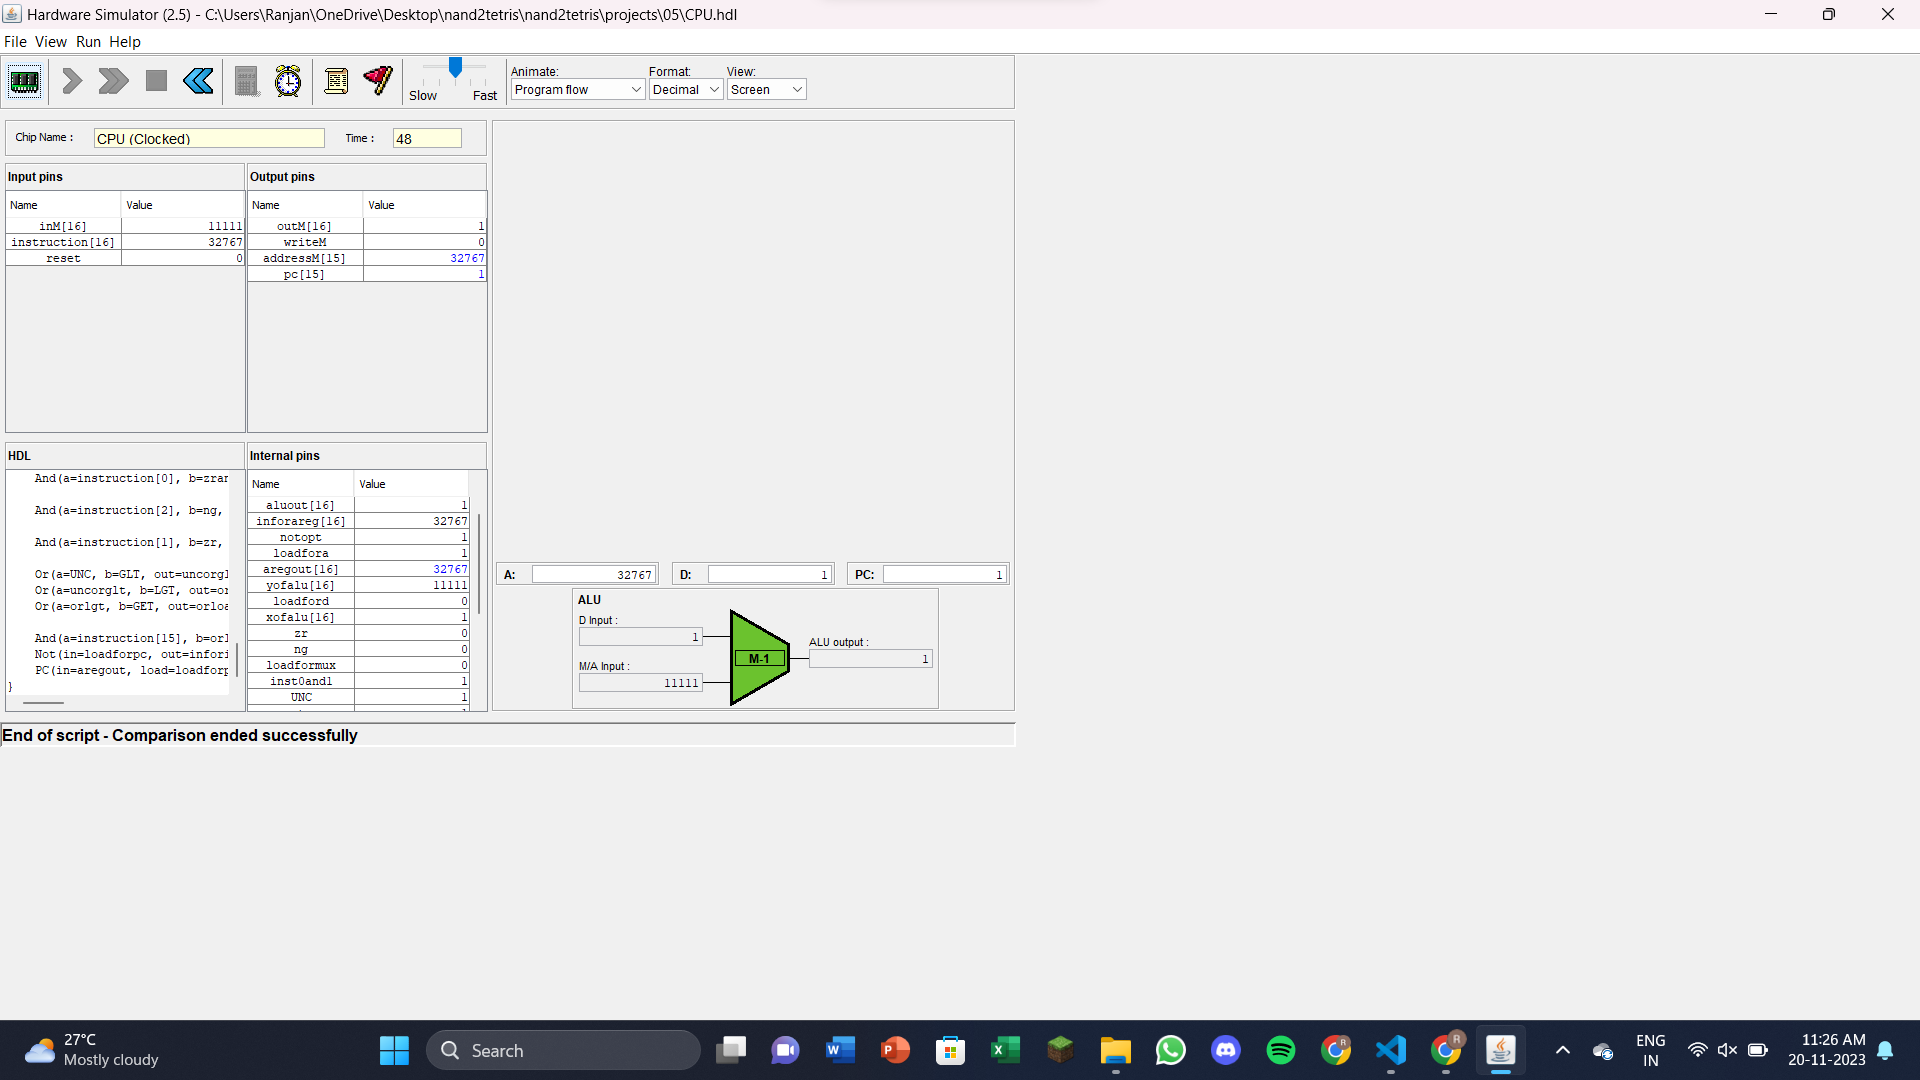 Hardware Simulator (2.5) - C:\Users\Ranjan\OneDrive\Desktop\nand2tetris\nand2tetris\projects\05\CPU.hdl
File View Run Help
Slow Fast
Animate: Format: View:
Program flow Decimal Screen
Chip Name : CPU (Clocked) Time : 48
Input pins
Name Value
inM[16] 11111
instruction[16] 32767
reset 0
Output pins
Name Value
outM[16] 1
writeM 0
addressM[15] 32767
pc[15] 1
HDL
And(a=instruction[0], b=zran
And(a=instruction[2], b=ng,
And(a=instruction[1], b=zr,
Or(a=UNC, b=GLT, out=uncorgl
Or(a=uncorglt, b=LGT, out=or
Or(a=orlgt, b=GET, out=orloa
And(a=instruction[15], b=orl
Not(in=loadforpc, out=infori
PC(in=aregout, load=loadforp
}
Internal pins
Name Value
aluout[16] 1
inforareg[16] 32767
notopt 1
loadfora 1
aregout[16] 32767
yofalu[16] 11111
loadford 0
xofalu[16] 1
zr 0
ng 0
loadformux 0
inst0and1 1
UNC 1
A: 32767 D: 1 PC: 1
ALU
D Input :
1
M/A Input :
11111
M-1
ALU output :
1
End of script - Comparison ended successfully
27°C
Mostly cloudy
Search
ENG
IN
11:26 AM
20-11-2023